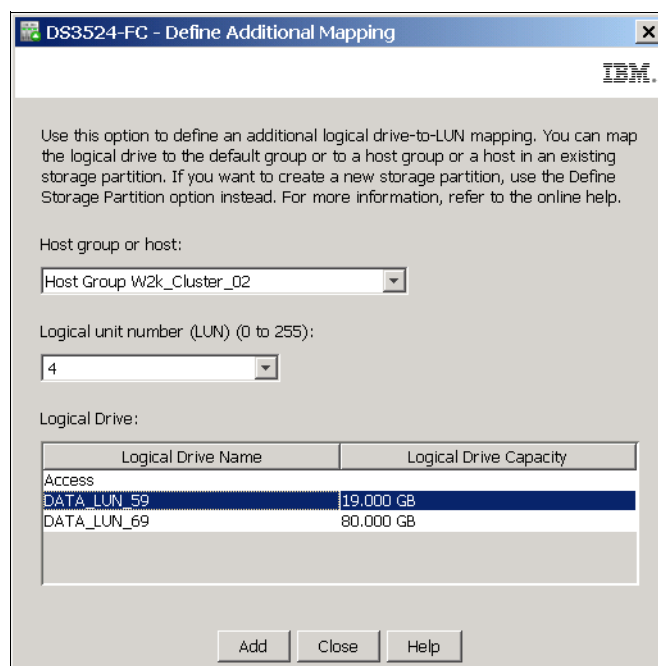 DS3524-FC - Define Additional Mapping
IBM.
Use this option to define an additional logical drive-to-LUN mapping. You can map
the logical drive to the default group or to a host group or a host in an existing
storage partition. If you want to create a new storage partition, use the Define
Storage Partition option instead. For more information, refer to the online help.
Host group or host:
Host Group W2k_Cluster_02
Logical unit number (LUN) (0 to 255):
4
Logical Drive:
Logical Drive Name Logical Drive Capacity
Access
DATA_LUN_59 19.000 GB
DATA_LUN_69 80.000 GB
Add Close Help